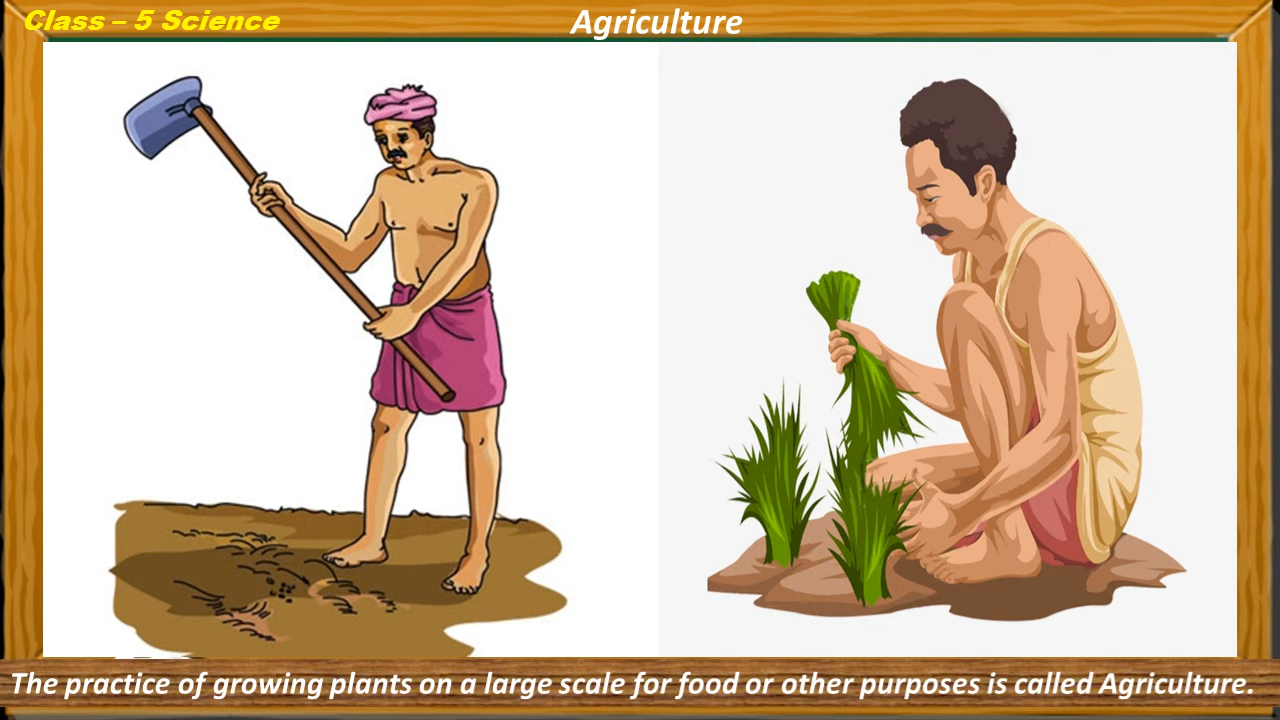 Class – 5 Science
Agriculture
The practice of growing plants on a large scale for food or other purposes is called Agriculture.